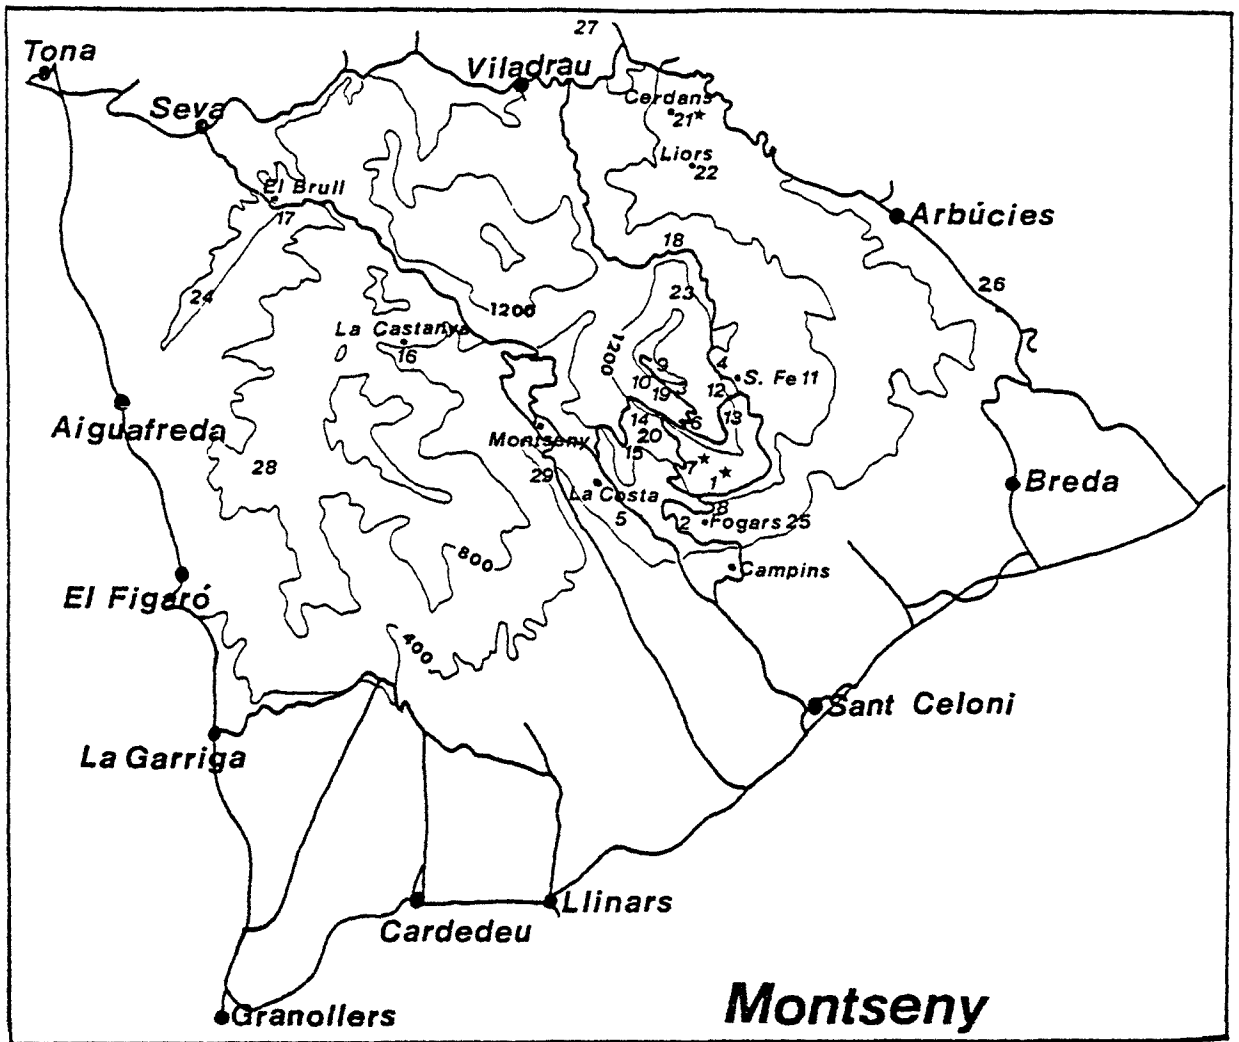 27
Tona
Viladrau
Cerdans
21★
Seva
Liors
22
El Brull
17
Arbúcies
18
26
24
23
1200
La Castanya
16
1200
9
4
10
19
3
12
S. Fe 11
6
13
14
20
Aiguafreda
Montseny
15
7★
1★
28
29
La Costa
8
Breda
5
2
Fogars 25
800
Campins
El Figaró
400
Sant Celoni
La Garriga
Llinars
Cardedeu
Montseny
Granollers